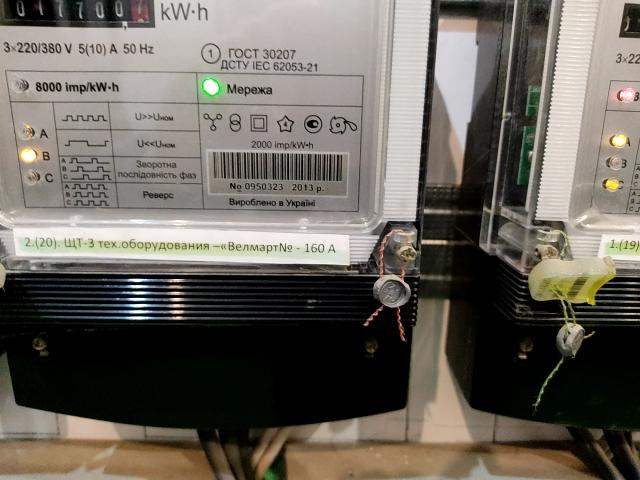 kW·h
3×220/380 V 5(10) A 50 Hz
1 ГОСТ 30207
ДСТУ IEC 62053-21
8000 imp/kW·h
Мережа
A
U>>Uном
B
U<<Uном
C
A
B
C
Зворотна
послідовність фаз
A
B
C
Реверс
2000 imp/kW·h
No 0950323 2013 р.
Вироблено в Україні
2.(20). ЩТ-3 тех.оборудования –«Велмарт№ - 160 А
3×22
A
B
C
1.(19)